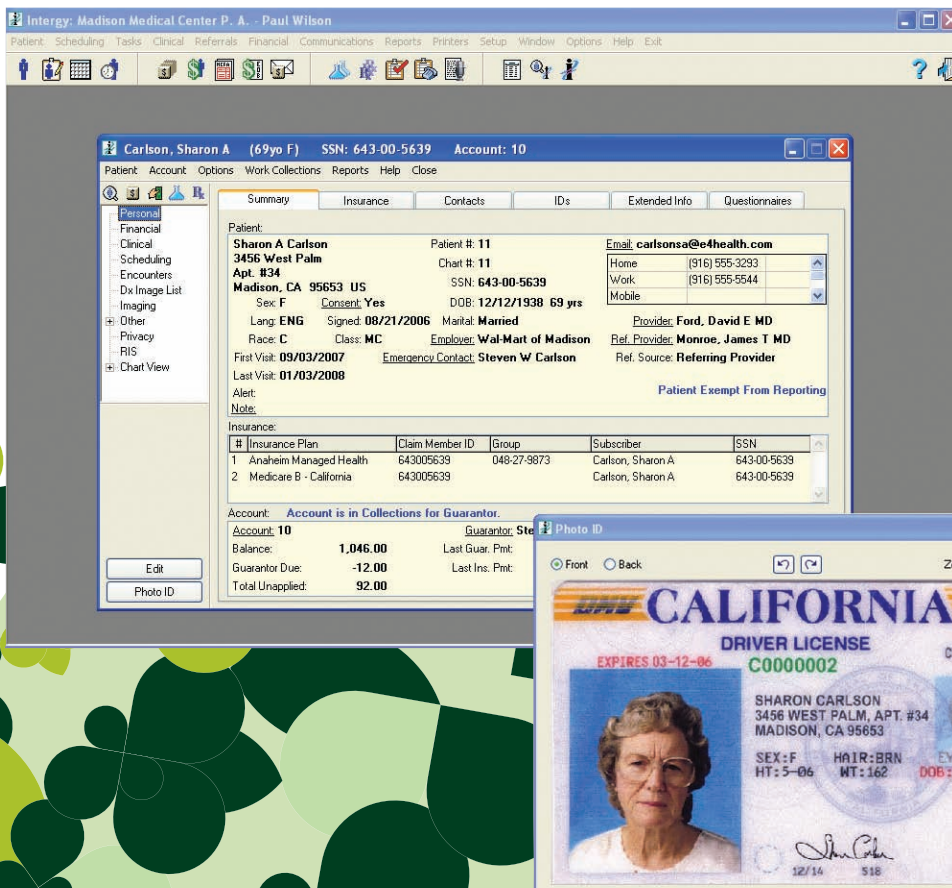 Intergy: Madison Medical Center P. A. - Paul Wilson
Patient Scheduling Tasks Clinical Referrals Financial Communications Reports Printers Setup Window Options Help Exit
Carlson, Sharon A (69yo F) SSN: 643-00-5639 Account: 10
Patient Account Options Work Collections Reports Help Close
Summary Insurance Contacts IDs Extended Info Questionnaires
Personal
Financial
Clinical
Scheduling
Encounters
Dx Image List
Imaging
Other
Privacy
RIS
Chart View
Edit
Photo ID
Patient:
Sharon A Carlson Patient #: 11 Email: carlsonsa@e4health.com
3456 West Palm Chart #: 11 Home (916) 555-3293
Apt. #34 SSN: 643-00-5639 Work (916) 555-5544
Madison, CA 95653 US Mobile
Sex: F Consent: Yes DOB: 12/12/1938 69 yrs
Lang: ENG Signed: 08/21/2006 Marital: Married Provider: Ford, David E MD
Race: C Class: MC Employer: Wal-Mart of Madison Ref. Provider: Monroe, James T MD
First Visit: 09/03/2007 Emergency Contact: Steven W Carlson Ref. Source: Referring Provider
Last Visit: 01/03/2008
Alert: Patient Exempt From Reporting
Note:
Insurance:
# Insurance Plan Claim Member ID Group Subscriber SSN
1 Anaheim Managed Health 643005639 048-27-9873 Carlson, Sharon A 643-00-5639
2 Medicare B - California 643005639 Carlson, Sharon A 643-00-5639
Account: Account is in Collections for Guarantor.
Account: 10 Guarantor: Ste
Balance: 1,046.00 Last Guar. Pmt:
Guarantor Due: -12.00 Last Ins. Pmt:
Total Unapplied: 92.00
Photo ID
Front Back
DMV CALIFORNIA
DRIVER LICENSE
EXPIRES 03-12-06 C0000002
SHARON CARLSON
3456 WEST PALM, APT. #34
MADISON, CA 95653
SEX:F HAIR:BRN
HT:5-06 WT:162 DOB:
12/14 518